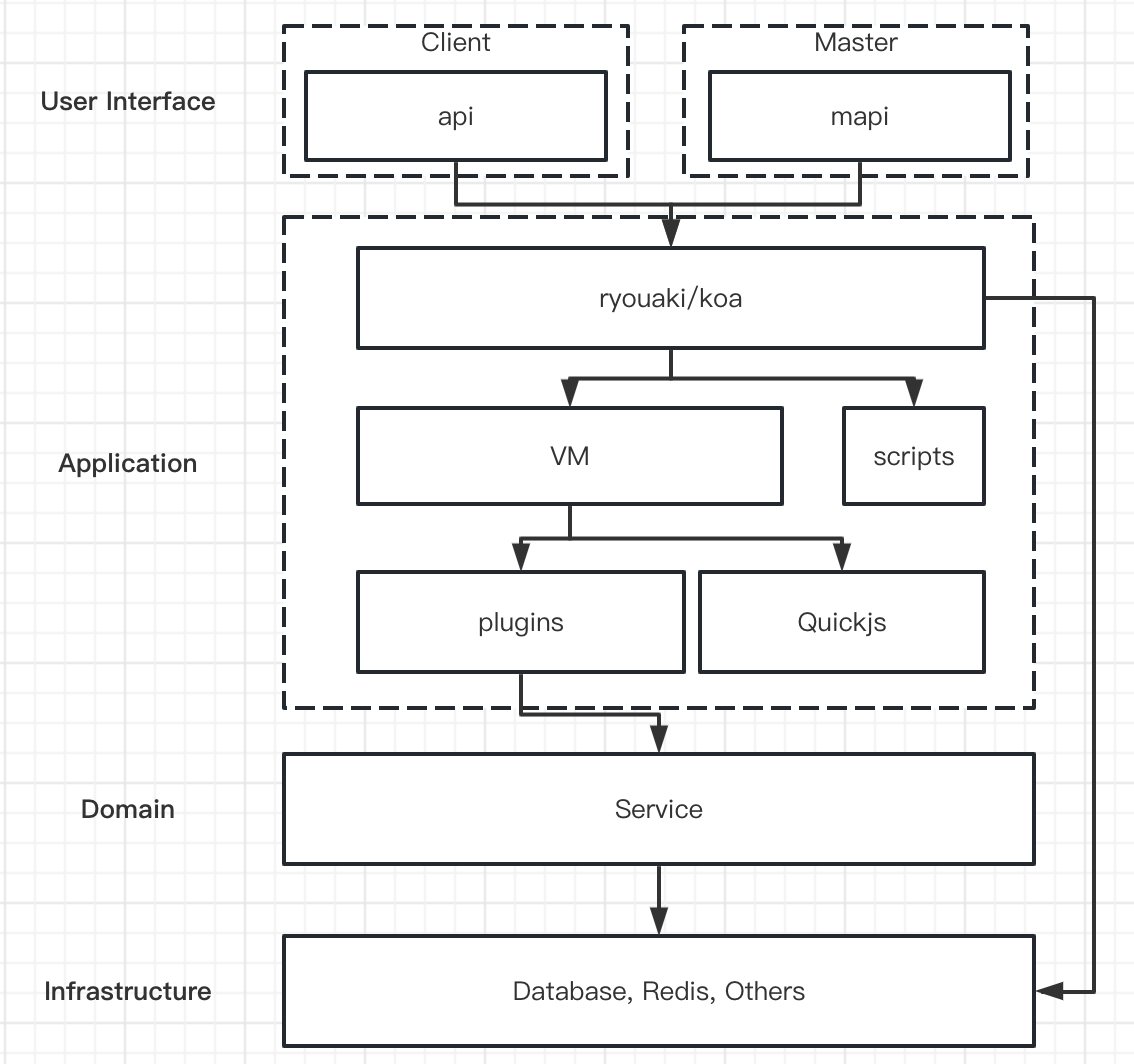 Client
Master
User Interface
api
mapi
ryouaki/koa
Application
VM
scripts
plugins
Quickjs
Domain
Service
Infrastructure
Database, Redis, Others